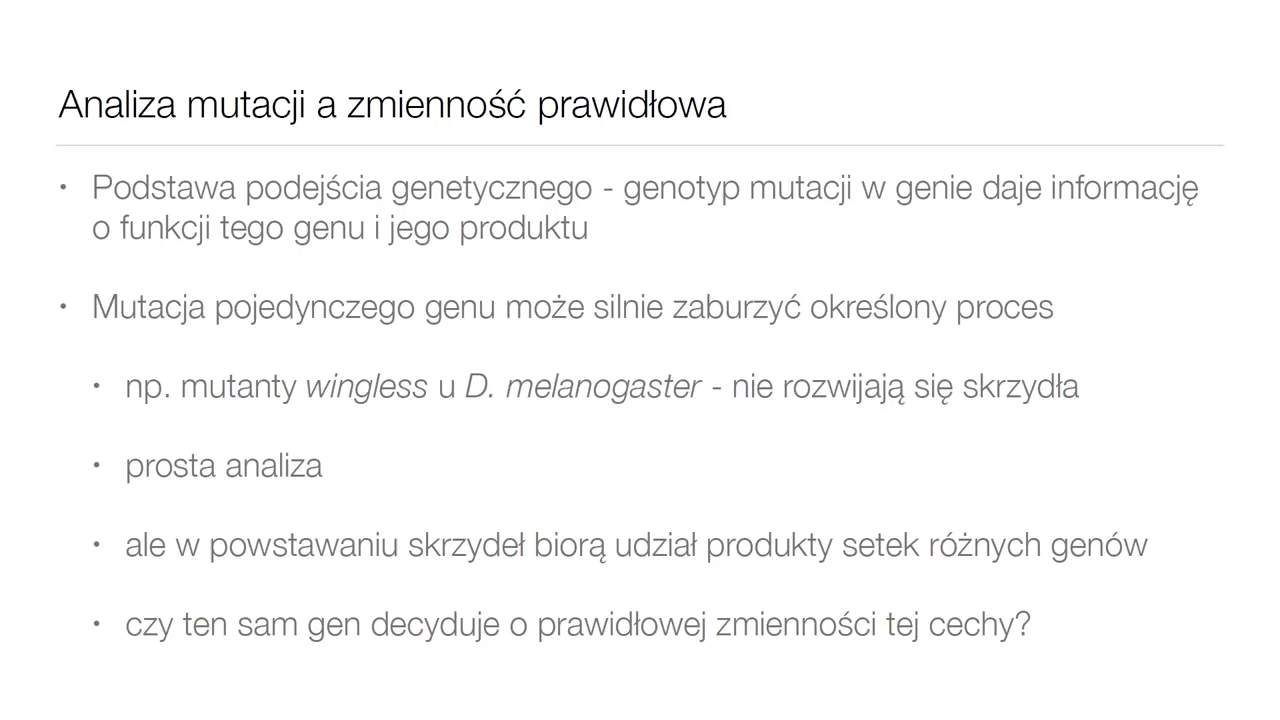 Analiza mutacji a zmienność prawidłowa
• Podstawa podejścia genetycznego - genotyp mutacji w genie daje informację
o funkcji tego genu i jego produktu
• Mutacja pojedynczego genu może silnie zaburzyć określony proces
• np. mutanty wingless u D. melanogaster - nie rozwijają się skrzydła
• prosta analiza
• ale w powstawaniu skrzydeł biorą udział produkty setek różnych genów
• czy ten sam gen decyduje o prawidłowej zmienności tej cechy?